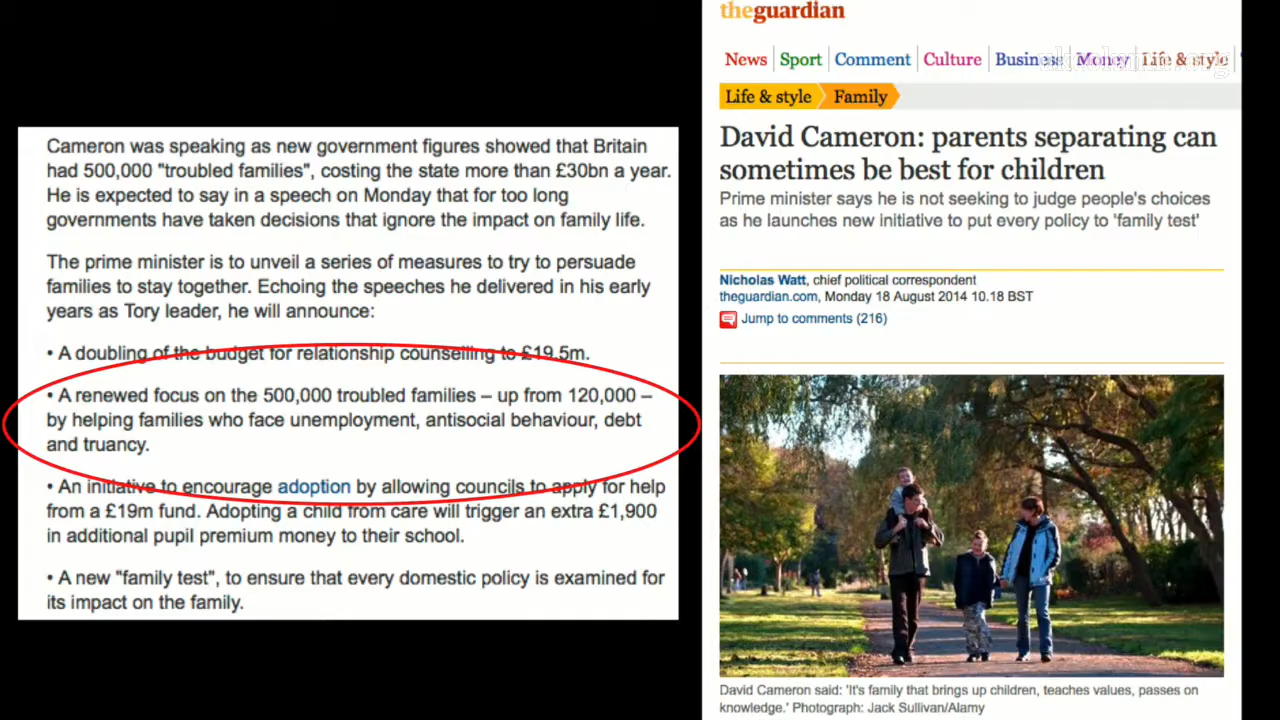 Cameron was speaking as new government figures showed that Britain
had 500,000 "troubled families", costing the state more than £30bn a year.
He is expected to say in a speech on Monday that for too long
governments have taken decisions that ignore the impact on family life.
The prime minister is to unveil a series of measures to try to persuade
families to stay together. Echoing the speeches he delivered in his early
years as Tory leader, he will announce:
• A doubling of the budget for relationship counselling to £19.5m.
• A renewed focus on the 500,000 troubled families – up from 120,000 –
by helping families who face unemployment, antisocial behaviour, debt
and truancy.
• An initiative to encourage adoption by allowing councils to apply for help
from a £19m fund. Adopting a child from care will trigger an extra £1,900
in additional pupil premium money to their school.
• A new "family test", to ensure that every domestic policy is examined for
its impact on the family.
theguardian
News Sport Comment Culture Business Money Life & style
Life & style Family
David Cameron: parents separating can
sometimes be best for children
Prime minister says he is not seeking to judge people's choices
as he launches new initiative to put every policy to 'family test'
Nicholas Watt, chief political correspondent
theguardian.com, Monday 18 August 2014 10.18 BST
Jump to comments (216)
David Cameron said: 'It's family that brings up children, teaches values, passes on
knowledge.' Photograph: Jack Sullivan/Alamy